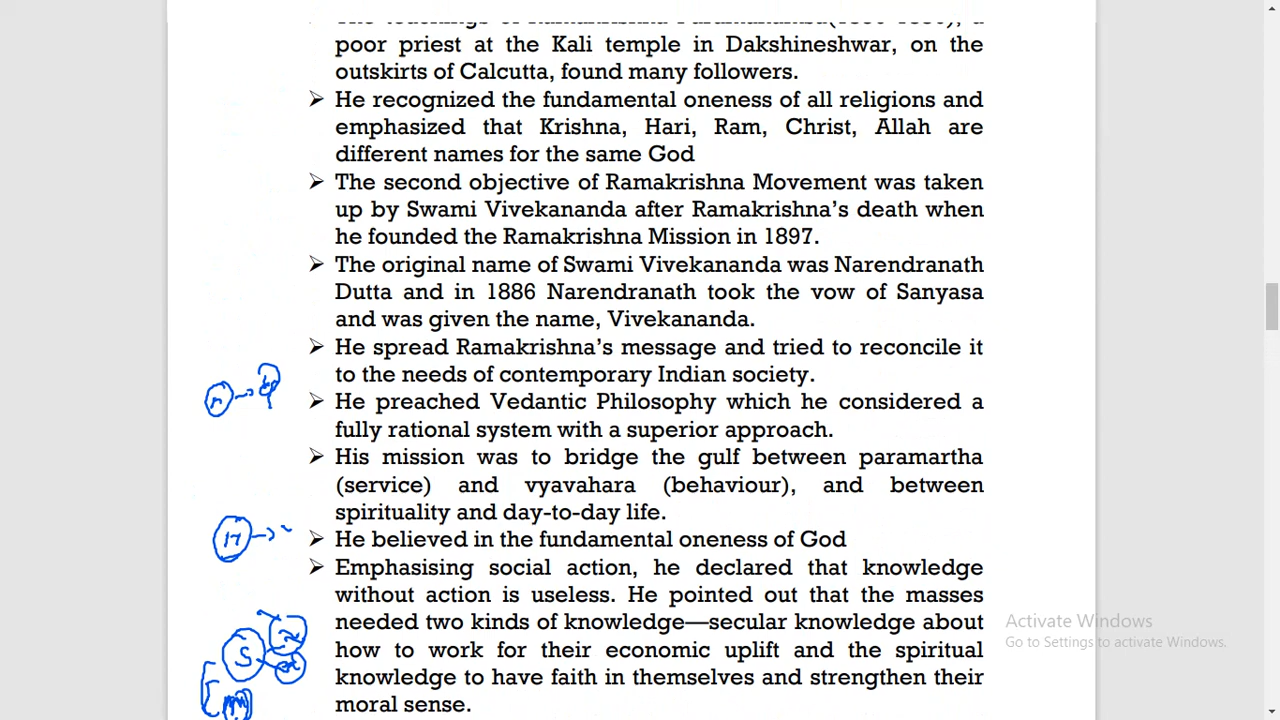 poor priest at the Kali temple in Dakshineshwar, on the
outskirts of Calcutta, found many followers.
➢ He recognized the fundamental oneness of all religions and
emphasized that Krishna, Hari, Ram, Christ, Allah are
different names for the same God
➢ The second objective of Ramakrishna Movement was taken
up by Swami Vivekananda after Ramakrishna's death when
he founded the Ramakrishna Mission in 1897.
➢ The original name of Swami Vivekananda was Narendranath
Dutta and in 1886 Narendranath took the vow of Sanyasa
and was given the name, Vivekananda.
➢ He spread Ramakrishna's message and tried to reconcile it
to the needs of contemporary Indian society.
➢ He preached Vedantic Philosophy which he considered a
fully rational system with a superior approach.
➢ His mission was to bridge the gulf between paramartha
(service) and vyavahara (behaviour), and between
spirituality and day-to-day life.
➢ He believed in the fundamental oneness of God
➢ Emphasising social action, he declared that knowledge
without action is useless. He pointed out that the masses
needed two kinds of knowledge—secular knowledge about
how to work for their economic uplift and the spiritual
knowledge to have faith in themselves and strengthen their
moral sense.
S
Activate Windows
Go to Settings to activate Windows.